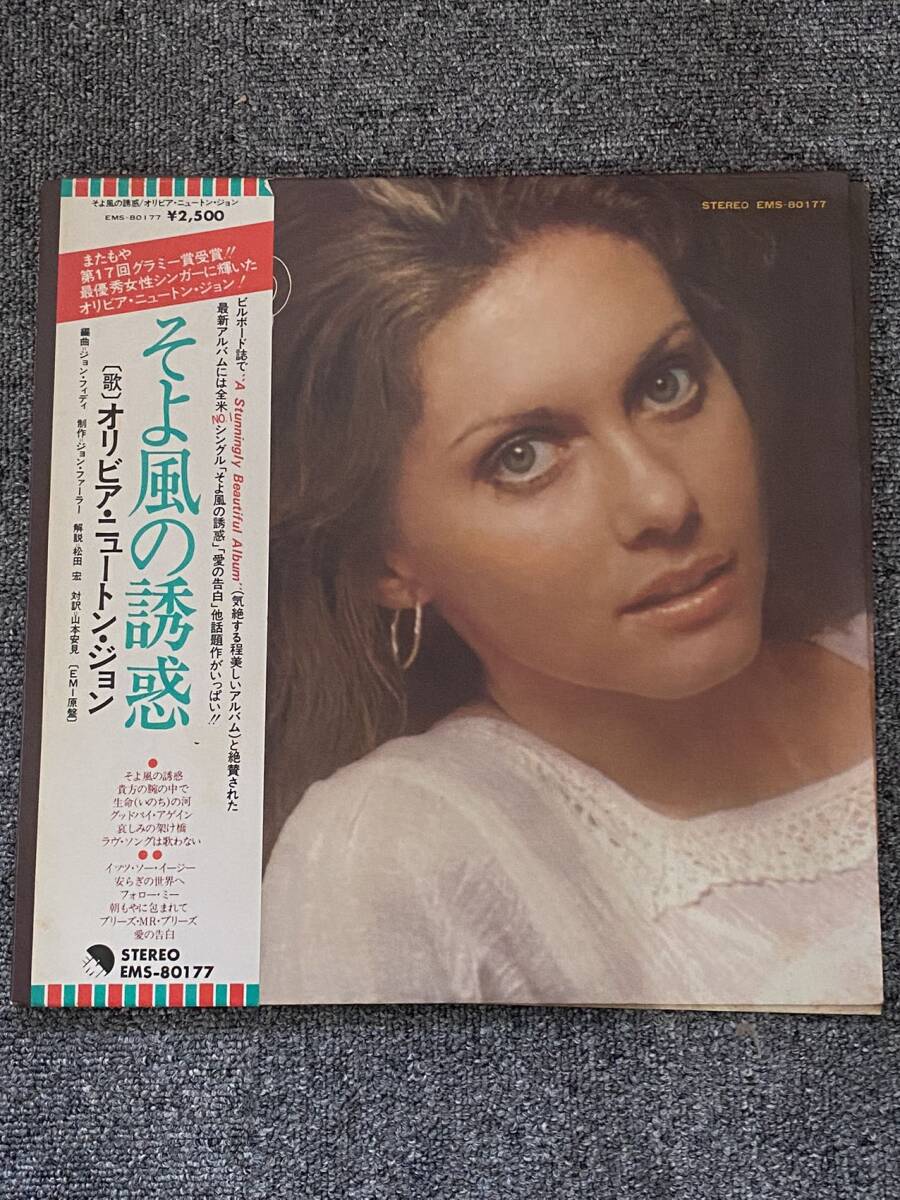 そよ風の誘惑/オリビア・ニュートン・ジョン
EMS-80177 ¥2,500
またもや
第17回グラミー賞受賞!!
最優秀女性シンガーに輝いた
オリビア・ニュートン・ジョン!
ビルボード誌で“A Stunningly Beautiful Album”(気絶する程美しいアルバム)と絶賛された
最新アルバムには全米NO.1シングル「そよ風の誘惑」「愛の告白」他話題作がいっぱい!!
そよ風の誘惑
〔歌〕オリビア・ニュートン・ジョン
編曲=ジョン・フィディ 制作=ジョン・ファーラー 解説=松田 宏 対訳=山本安見 〔EMI原盤〕
●
そよ風の誘惑
貴方の腕の中で
生命(いのち)の河
グッドバイ・アゲイン
哀しみの架け橋
ラヴ・ソングは歌わない
●●
イッツ・ソー・イージー
安らぎの世界へ
フォロー・ミー
朝もやに包まれて
プリーズ・MR・プリーズ
愛の告白
STEREO
EMS-80177
STEREO EMS-80177